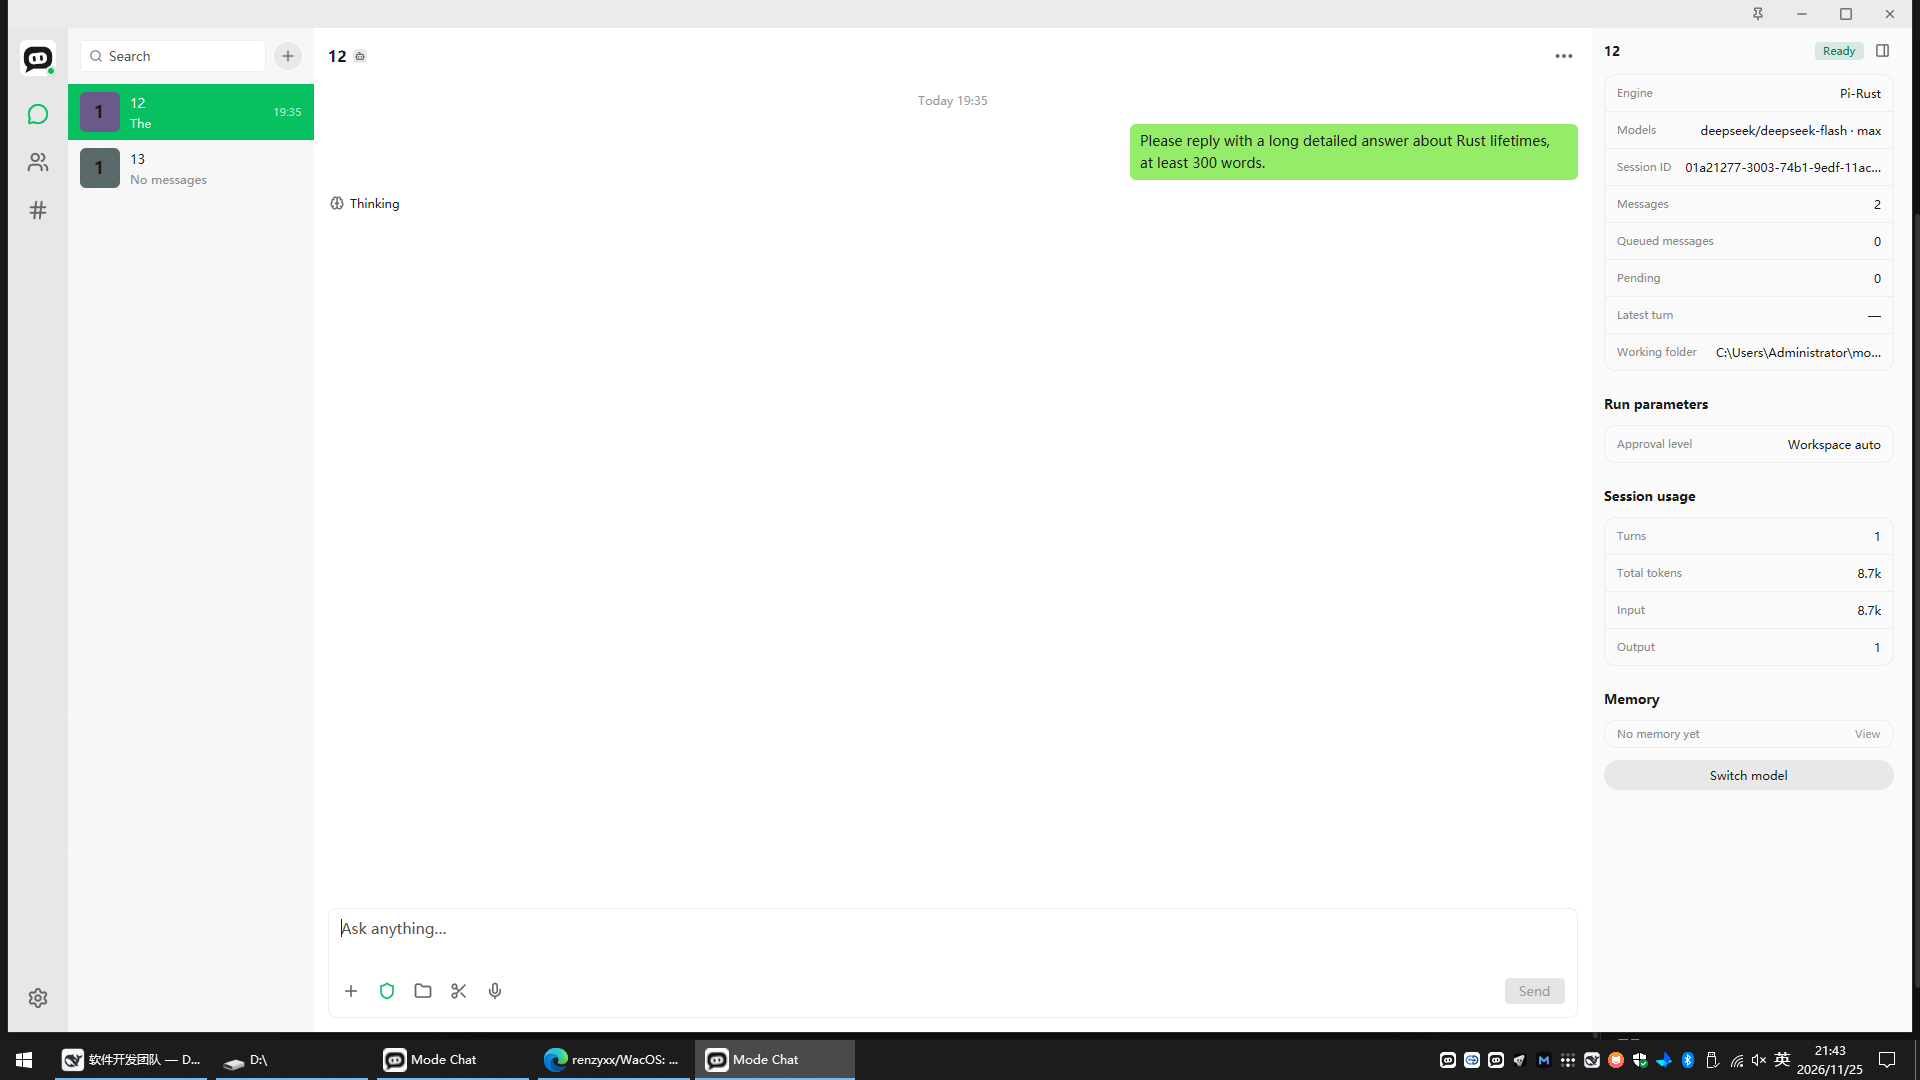 Search
12
The
19:35
1
13
No messages
1
12
Today 19:35
Please reply with a long detailed answer about Rust lifetimes,
at least 300 words.
Thinking
Ask anything...
Send
12
Ready
Engine
Pi-Rust
Models
deepseek/deepseek-flash · max
Session ID
01a21277-3003-74b1-9edf-11ac...
Messages
2
Queued messages
0
Pending
0
Latest turn
—
Working folder
C:\Users\Administrator\mo...
Run parameters
Approval level
Workspace auto
Session usage
Turns
1
Total tokens
8.7k
Input
8.7k
Output
1
Memory
No memory yet
View
Switch model
软件开发团队 — D...
D:\
Mode Chat
renzyxx/WacOS: ...
Mode Chat
英
21:43
2026/11/25